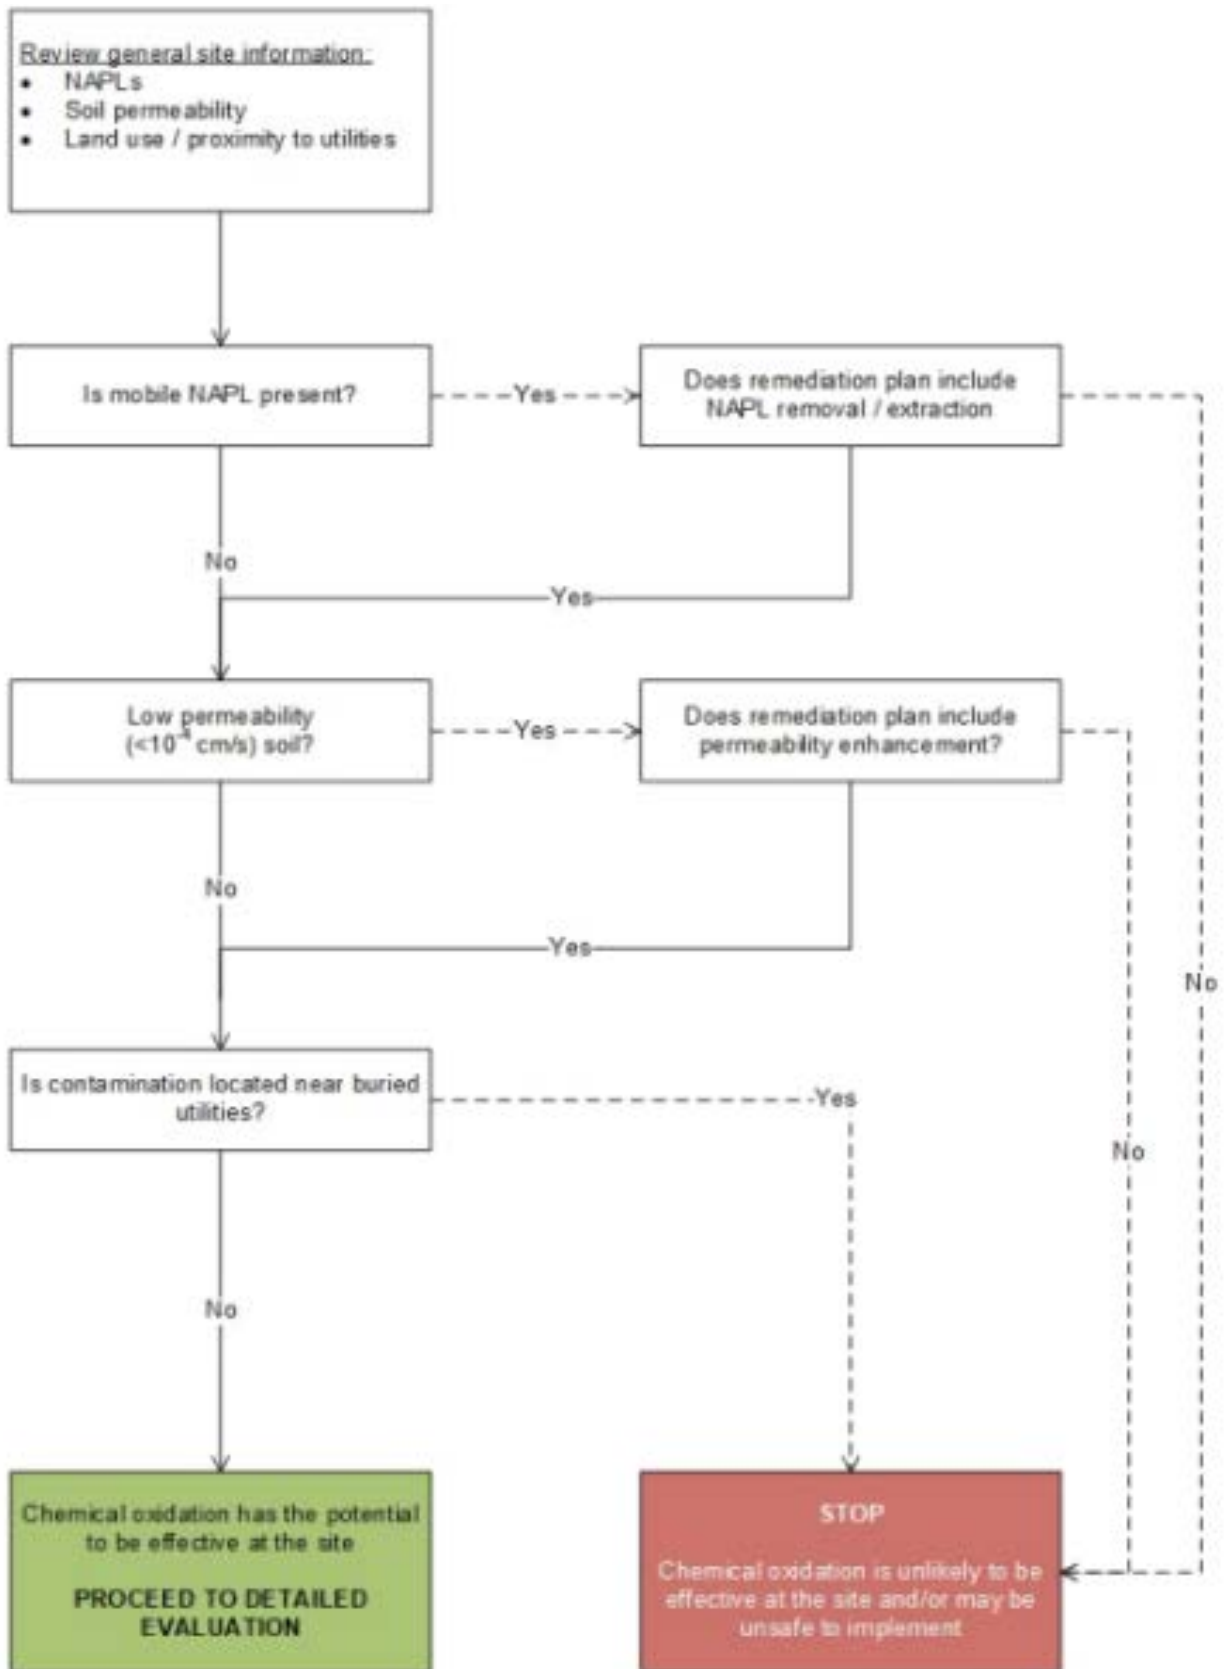 Review general site information:
• NAPLs
• Soil permeability
• Land use / proximity to utilities
Is mobile NAPL present?
Yes
Does remediation plan include
NAPL removal / extraction
No
Yes
Low permeability
(<10⁻⁴ cm/s) soil?
Yes
Does remediation plan include
permeability enhancement?
No
Yes
No
Is contamination located near buried
utilities?
Yes
No
No
Chemical oxidation has the potential
to be effective at the site
PROCEED TO DETAILED
EVALUATION
STOP
Chemical oxidation is unlikely to be
effective at the site and/or may be
unsafe to implement